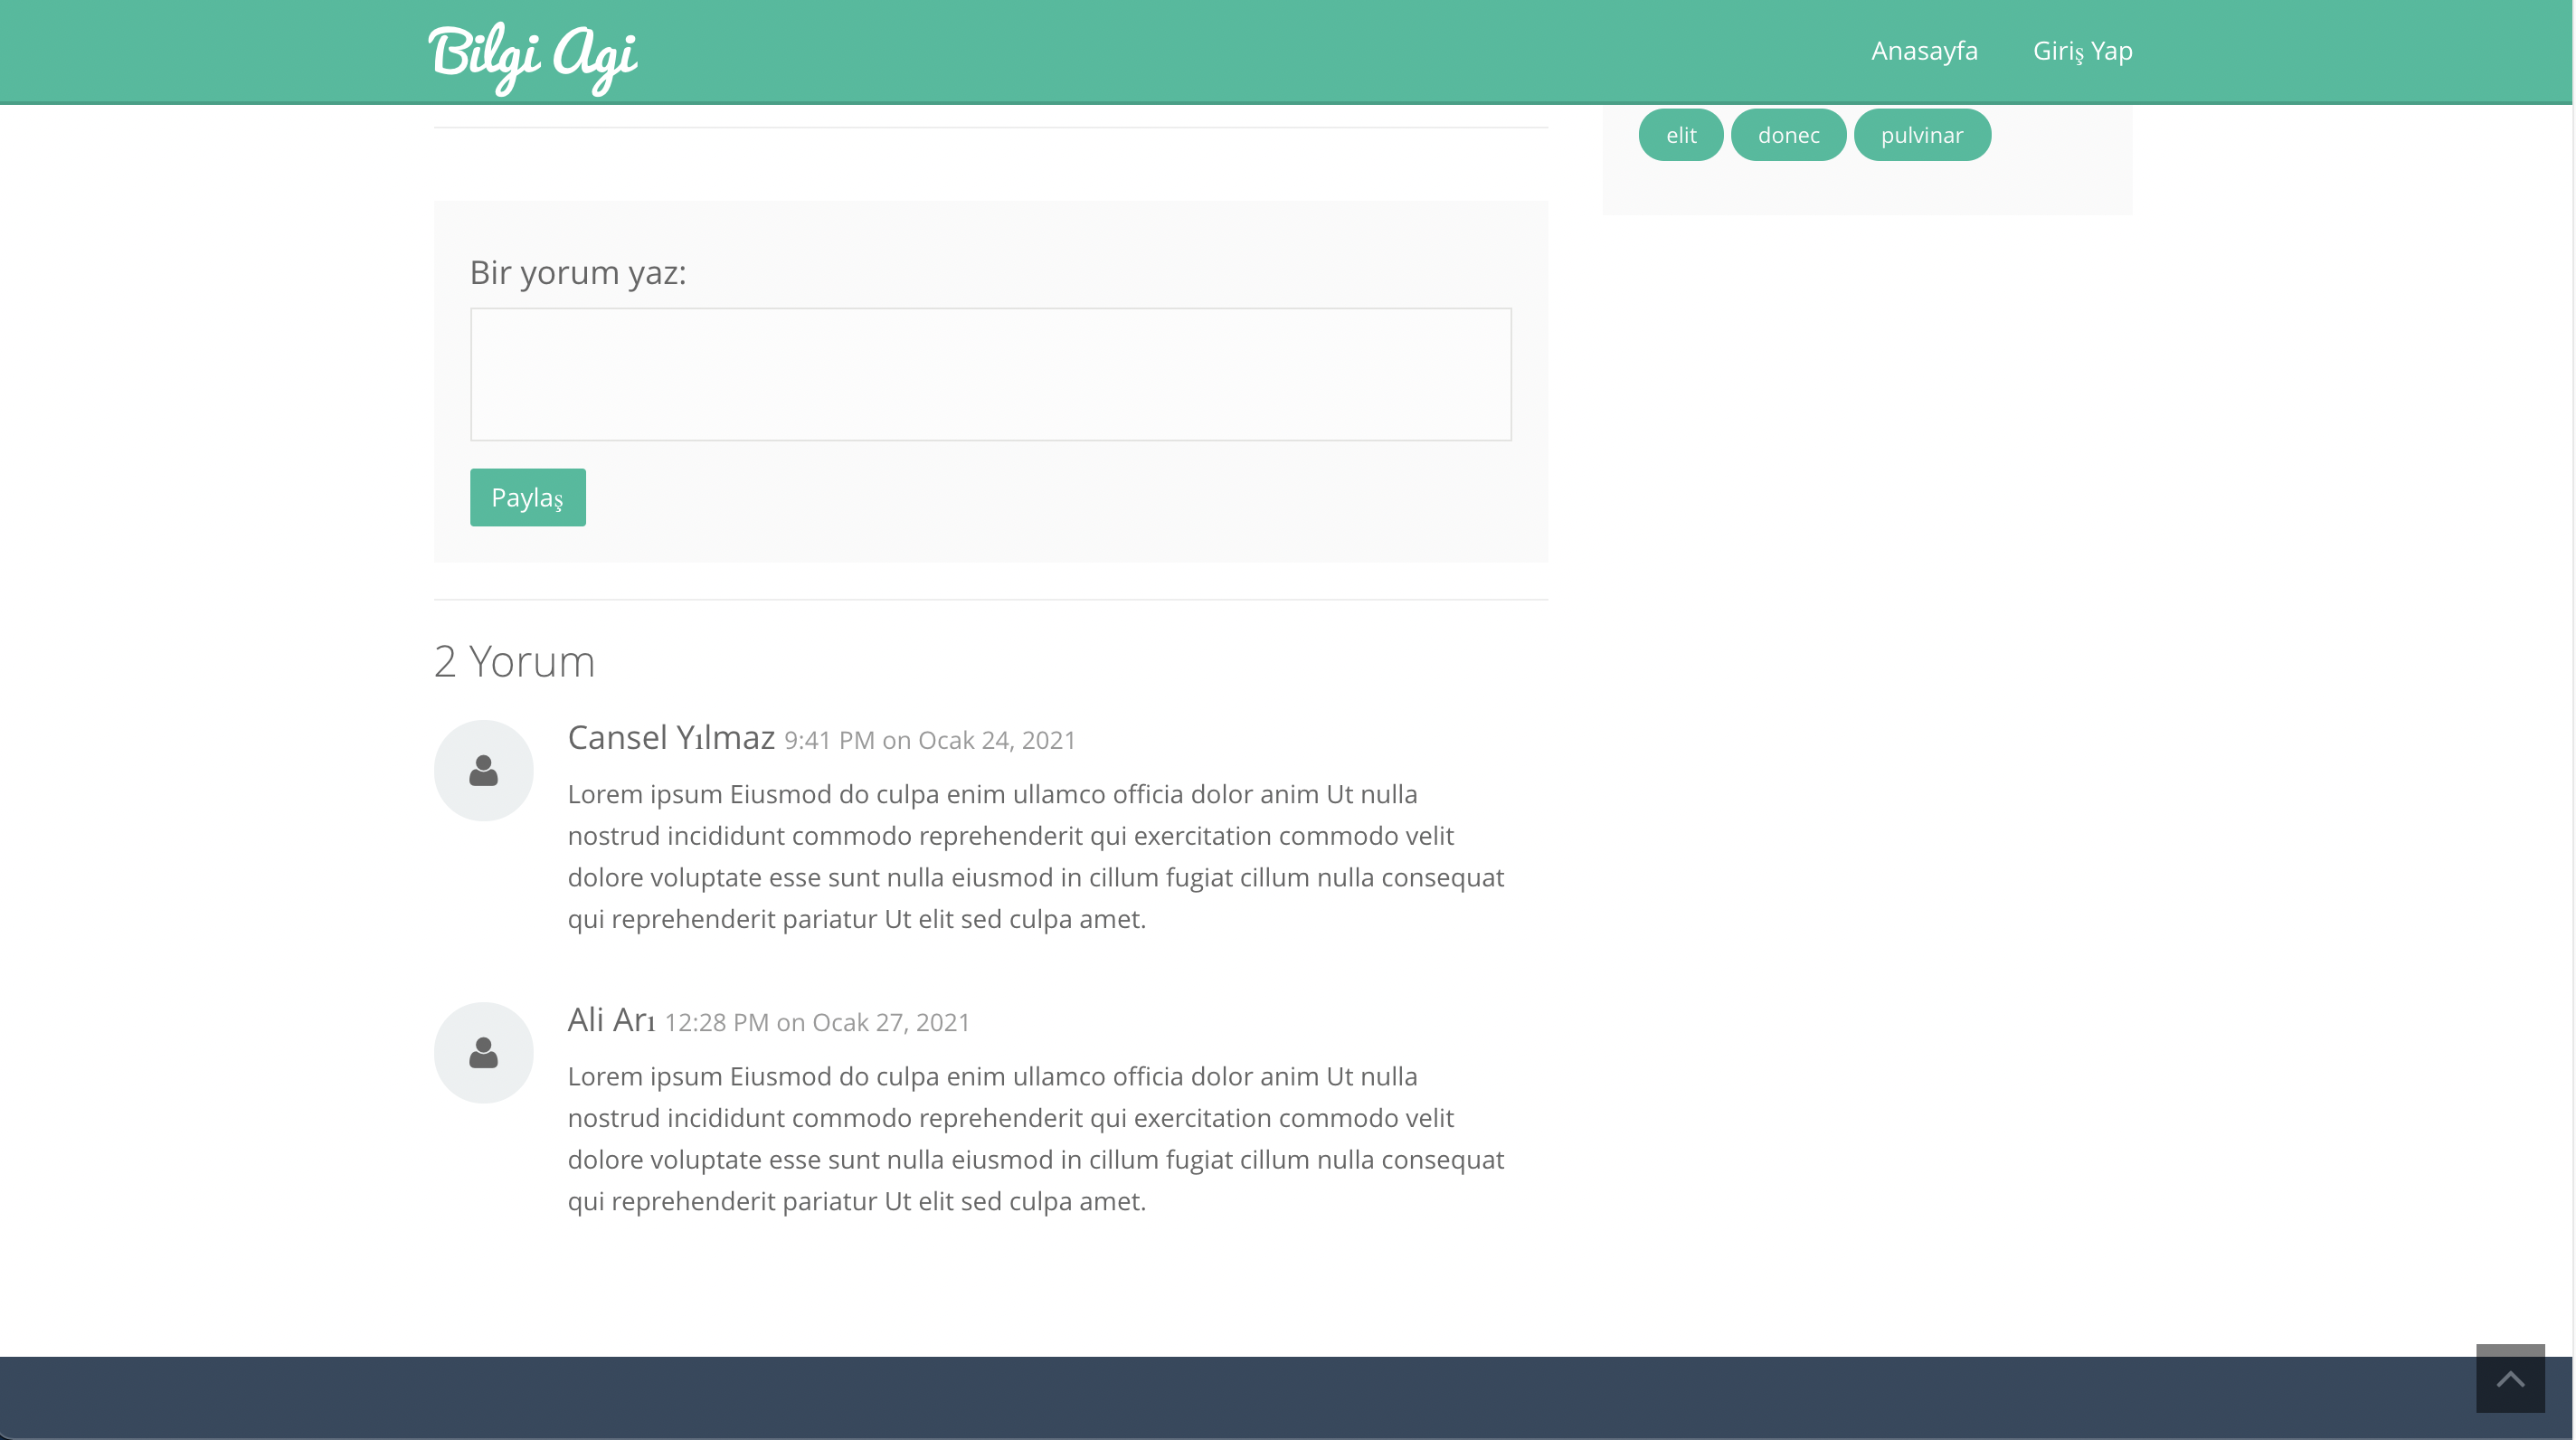 Bilgi Agi
Anasayfa
Giriş Yap
elit
donec
pulvinar
Bir yorum yaz:
Paylaş
2 Yorum
Cansel Yılmaz 9:41 PM on Ocak 24, 2021
Lorem ipsum Eiusmod do culpa enim ullamco officia dolor anim Ut nulla
nostrud incididunt commodo reprehenderit qui exercitation commodo velit
dolore voluptate esse sunt nulla eiusmod in cillum fugiat cillum nulla consequat
qui reprehenderit pariatur Ut elit sed culpa amet.
Ali Arı 12:28 PM on Ocak 27, 2021
Lorem ipsum Eiusmod do culpa enim ullamco officia dolor anim Ut nulla
nostrud incididunt commodo reprehenderit qui exercitation commodo velit
dolore voluptate esse sunt nulla eiusmod in cillum fugiat cillum nulla consequat
qui reprehenderit pariatur Ut elit sed culpa amet.